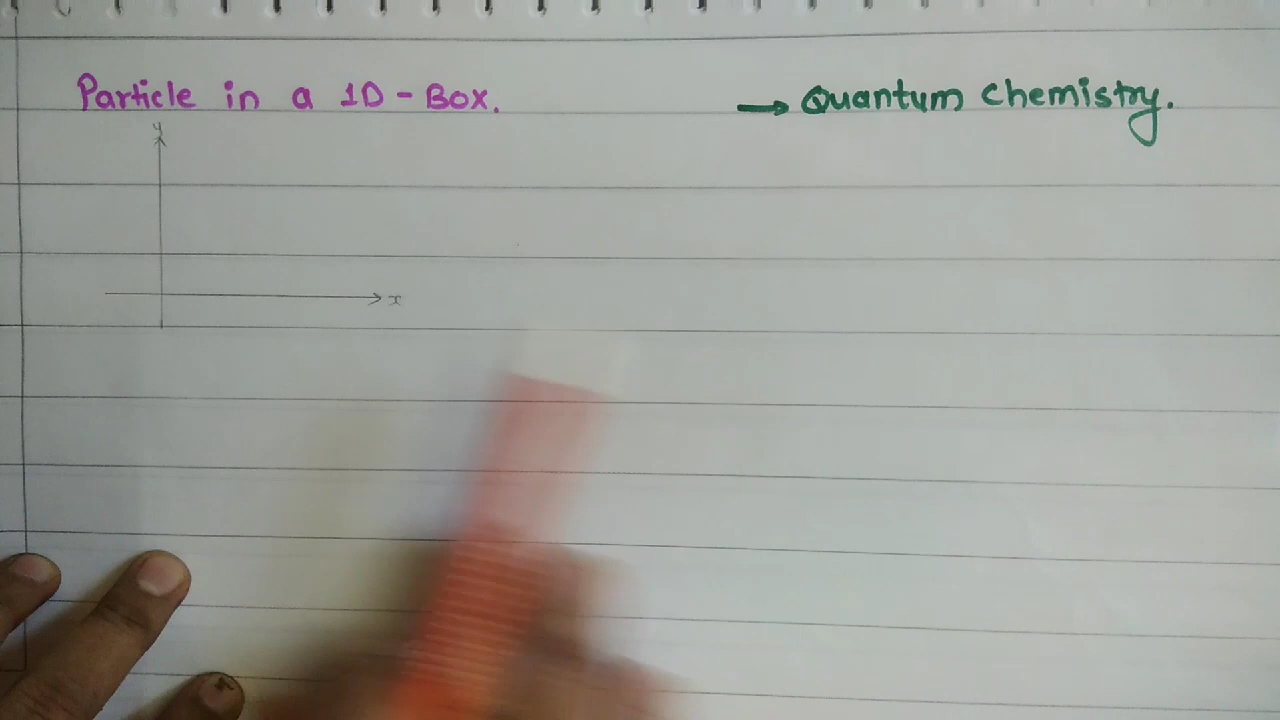 Particle in a 1D - Box.
→ Quantum chemistry.
y
x